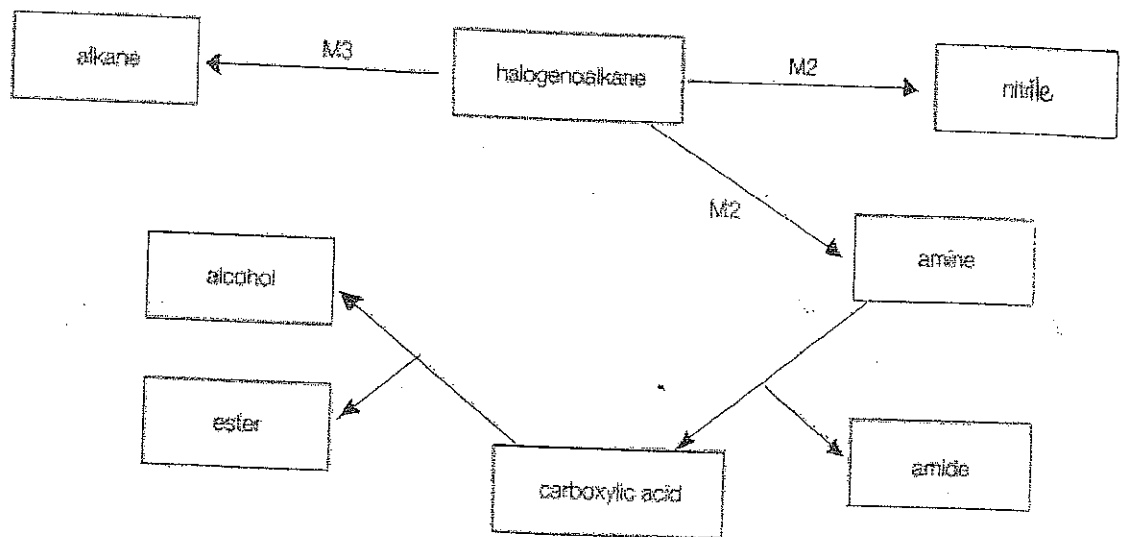 alkane
M3
halogenoalkane
M2
nitrile
M2
alcohol
amine
ester
carboxylic acid
amide